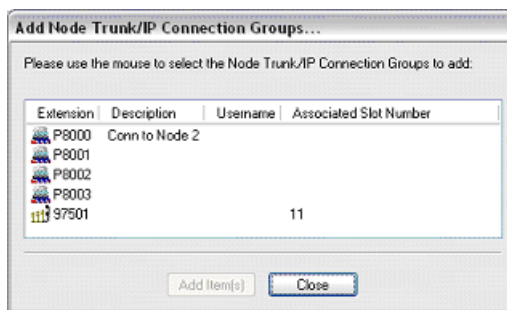 Add Node Trunk/IP Connection Groups...
Please use the mouse to select the Node Trunk/IP Connection Groups to add:
Extension Description Username Associated Slot Number
P8000 Conn to Node 2
P8001
P8002
P8003
97501 11
Add Item(s) Close